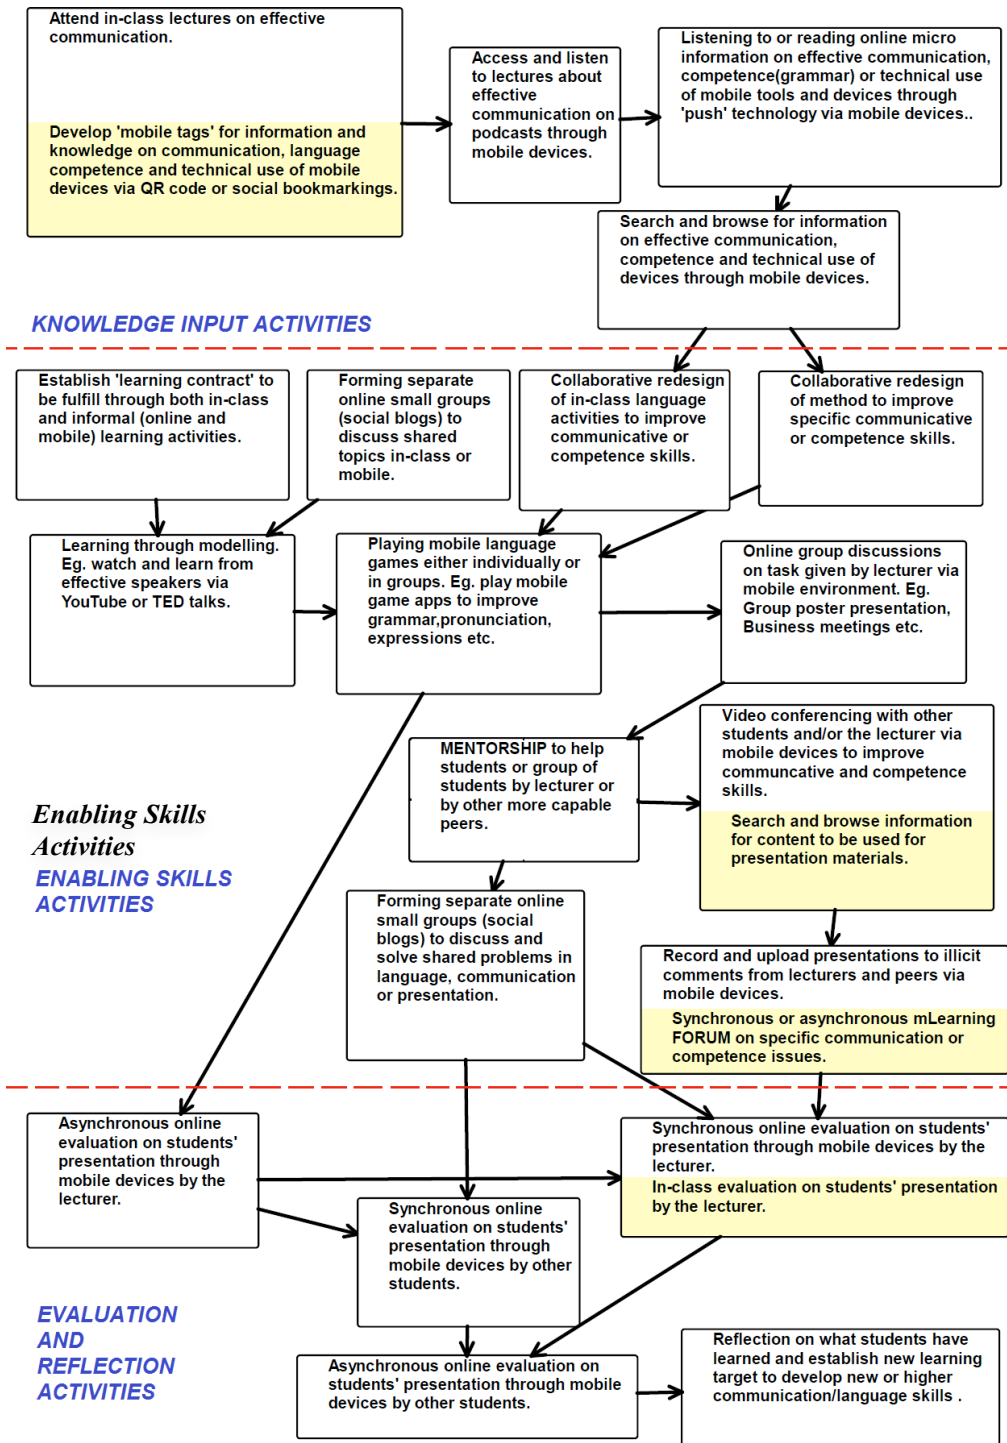 Attend in-class lectures on effective
communication.
Develop 'mobile tags' for information and
knowledge on communication, language
competence and technical use of mobile
devices via QR code or social bookmarkings.
Access and listen
to lectures about
effective
communication on
podcasts through
mobile devices.
Listening to or reading online micro
information on effective communication,
competence(grammar) or technical use
of mobile tools and devices through
'push' technology via mobile devices..
Search and browse for information
on effective communication,
competence and technical use of
devices through mobile devices.
KNOWLEDGE INPUT ACTIVITIES
Establish 'learning contract' to
be fulfill through both in-class
and informal (online and
mobile) learning activities.
Forming separate
online small groups
(social blogs) to
discuss shared
topics in-class or
mobile.
Collaborative redesign
of in-class language
activities to improve
communicative or
competence skills.
Collaborative redesign
of method to improve
specific communicative
or competence skills.
Learning through modelling.
Eg. watch and learn from
effective speakers via
YouTube or TED talks.
Playing mobile language
games either individually or
in groups. Eg. play mobile
game apps to improve
grammar,pronunciation,
expressions etc.
Online group discussions
on task given by lecturer via
mobile environment. Eg.
Group poster presentation,
Business meetings etc.
MENTORSHIP to help
students or group of
students by lecturer or
by other more capable
peers.
Video conferencing with other
students and/or the lecturer via
mobile devices to improve
communcative and competence
skills.
Search and browse information
for content to be used for
presentation materials.
Enabling Skills
Activities
ENABLING SKILLS
ACTIVITIES
Forming separate online
small groups (social
blogs) to discuss and
solve shared problems in
language, communication
or presentation.
Record and upload presentations to illicit
comments from lecturers and peers via
mobile devices.
Synchronous or asynchronous mLearning
FORUM on specific communication or
competence issues.
Asynchronous online
evaluation on students'
presentation through
mobile devices by the
lecturer.
Synchronous online evaluation on students'
presentation through mobile devices by the
lecturer.
In-class evaluation on students' presentation
by the lecturer.
Synchronous online
evaluation on students'
presentation through
mobile devices by other
students.
EVALUATION
AND
REFLECTION
ACTIVITIES
Asynchronous online evaluation on
students' presentation through mobile
devices by other students.
Reflection on what students have
learned and establish new learning
target to develop new or higher
communication/language skills .